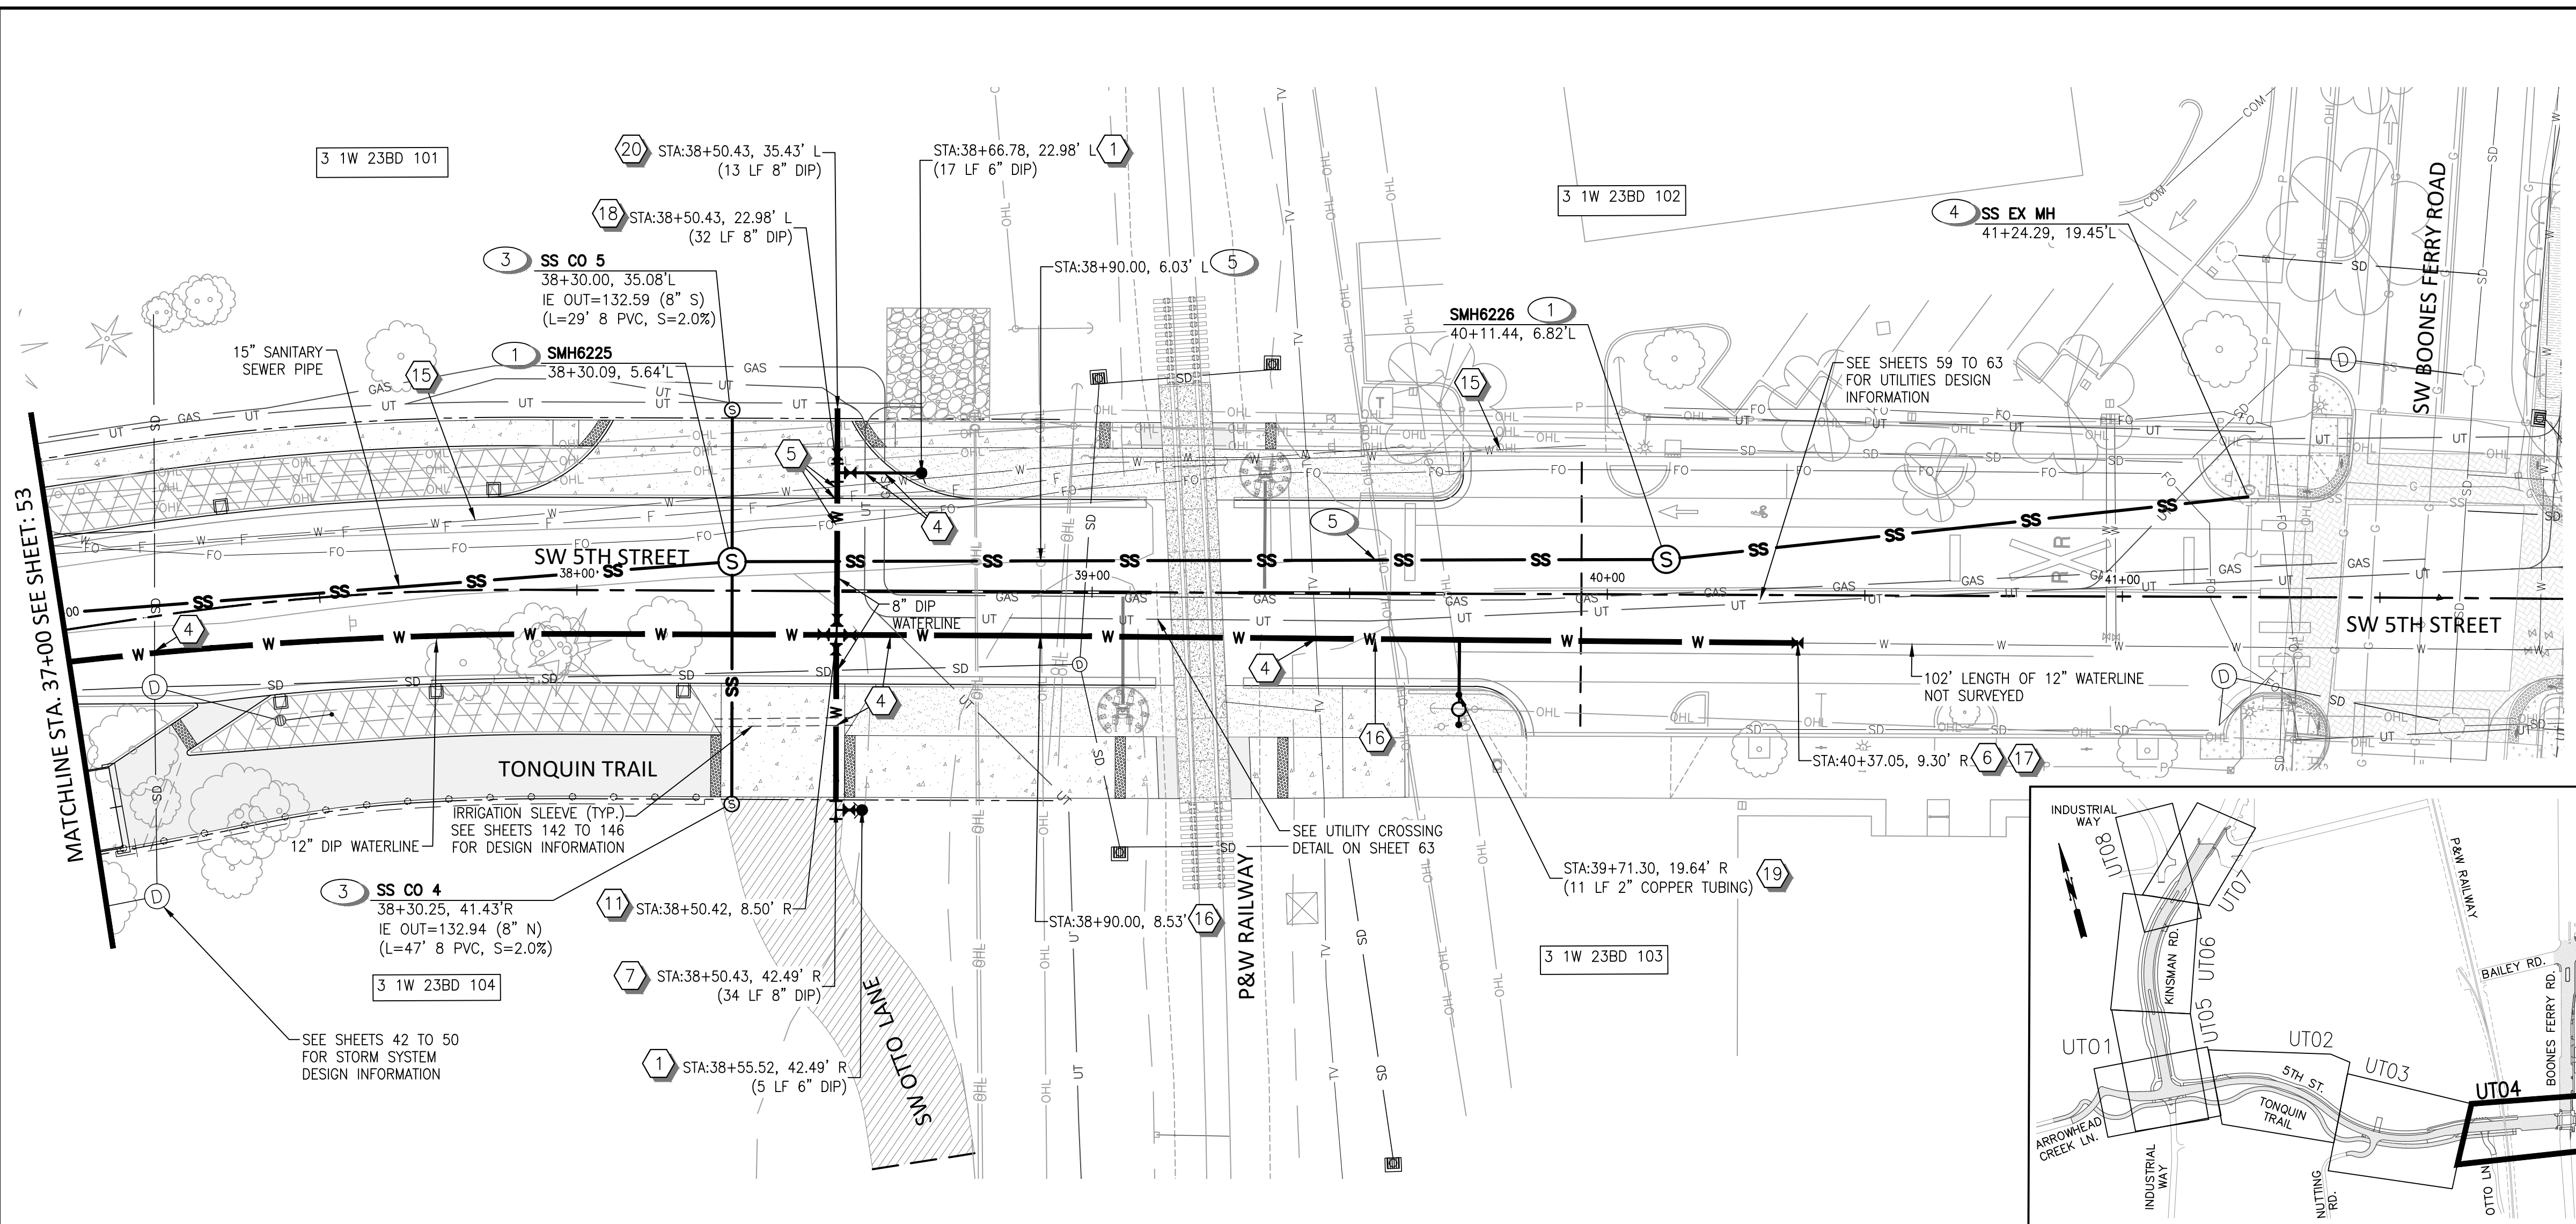 3 1W 23BD 101
20 STA:38+50.43, 35.43' L
(13 LF 8" DIP)
STA:38+66.78, 22.98' L 1
(17 LF 6" DIP)
18 STA:38+50.43, 22.98' L
(32 LF 8" DIP)
3 SS CO 5
38+30.00, 35.08'L
IE OUT=132.59 (8" S)
(L=29' 8 PVC, S=2.0%)
STA:38+90.00, 6.03' L 5
3 1W 23BD 102
4 SS EX MH
41+24.29, 19.45'L
SMH6226 1
40+11.44, 6.82'L
15" SANITARY
SEWER PIPE
15
1 SMH6225
38+30.09, 5.64'L
15
SEE SHEETS 59 TO 63
FOR UTILITIES DESIGN
INFORMATION
SW BOONES FERRY ROAD
5
4
5
MATCHLINE STA. 37+00 SEE SHEET: 53
SW 5TH STREET
00
38+00
39+00
40+00
41+00
8" DIP
WATERLINE
SW 5TH STREET
4
4
4
16
102' LENGTH OF 12" WATERLINE
NOT SURVEYED
STA:40+37.05, 9.30' R 6 17
TONQUIN TRAIL
IRRIGATION SLEEVE (TYP.)
SEE SHEETS 142 TO 146
FOR DESIGN INFORMATION
12" DIP WATERLINE
SEE UTILITY CROSSING
DETAIL ON SHEET 63
STA:39+71.30, 19.64' R
(11 LF 2" COPPER TUBING) 19
3 SS CO 4
38+30.25, 41.43'R
IE OUT=132.94 (8" N)
(L=47' 8 PVC, S=2.0%)
11 STA:38+50.42, 8.50' R
STA:38+90.00, 8.53' 16
P&W RAILWAY
3 1W 23BD 103
3 1W 23BD 104
7 STA:38+50.43, 42.49' R
(34 LF 8" DIP)
SW OTTO LANE
SEE SHEETS 42 TO 50
FOR STORM SYSTEM
DESIGN INFORMATION
1 STA:38+55.52, 42.49' R
(5 LF 6" DIP)
INDUSTRIAL
WAY
UT08
UT07
KINSMAN RD.
UT06
UT05
P&W RAILWAY
BAILEY RD.
BOONES FERRY RD.
UT01
UT02
UT03
UT04
5TH ST.
TONQUIN
TRAIL
ARROWHEAD
CREEK LN.
INDUSTRIAL
WAY
NUTTING
RD.
OTTO LN